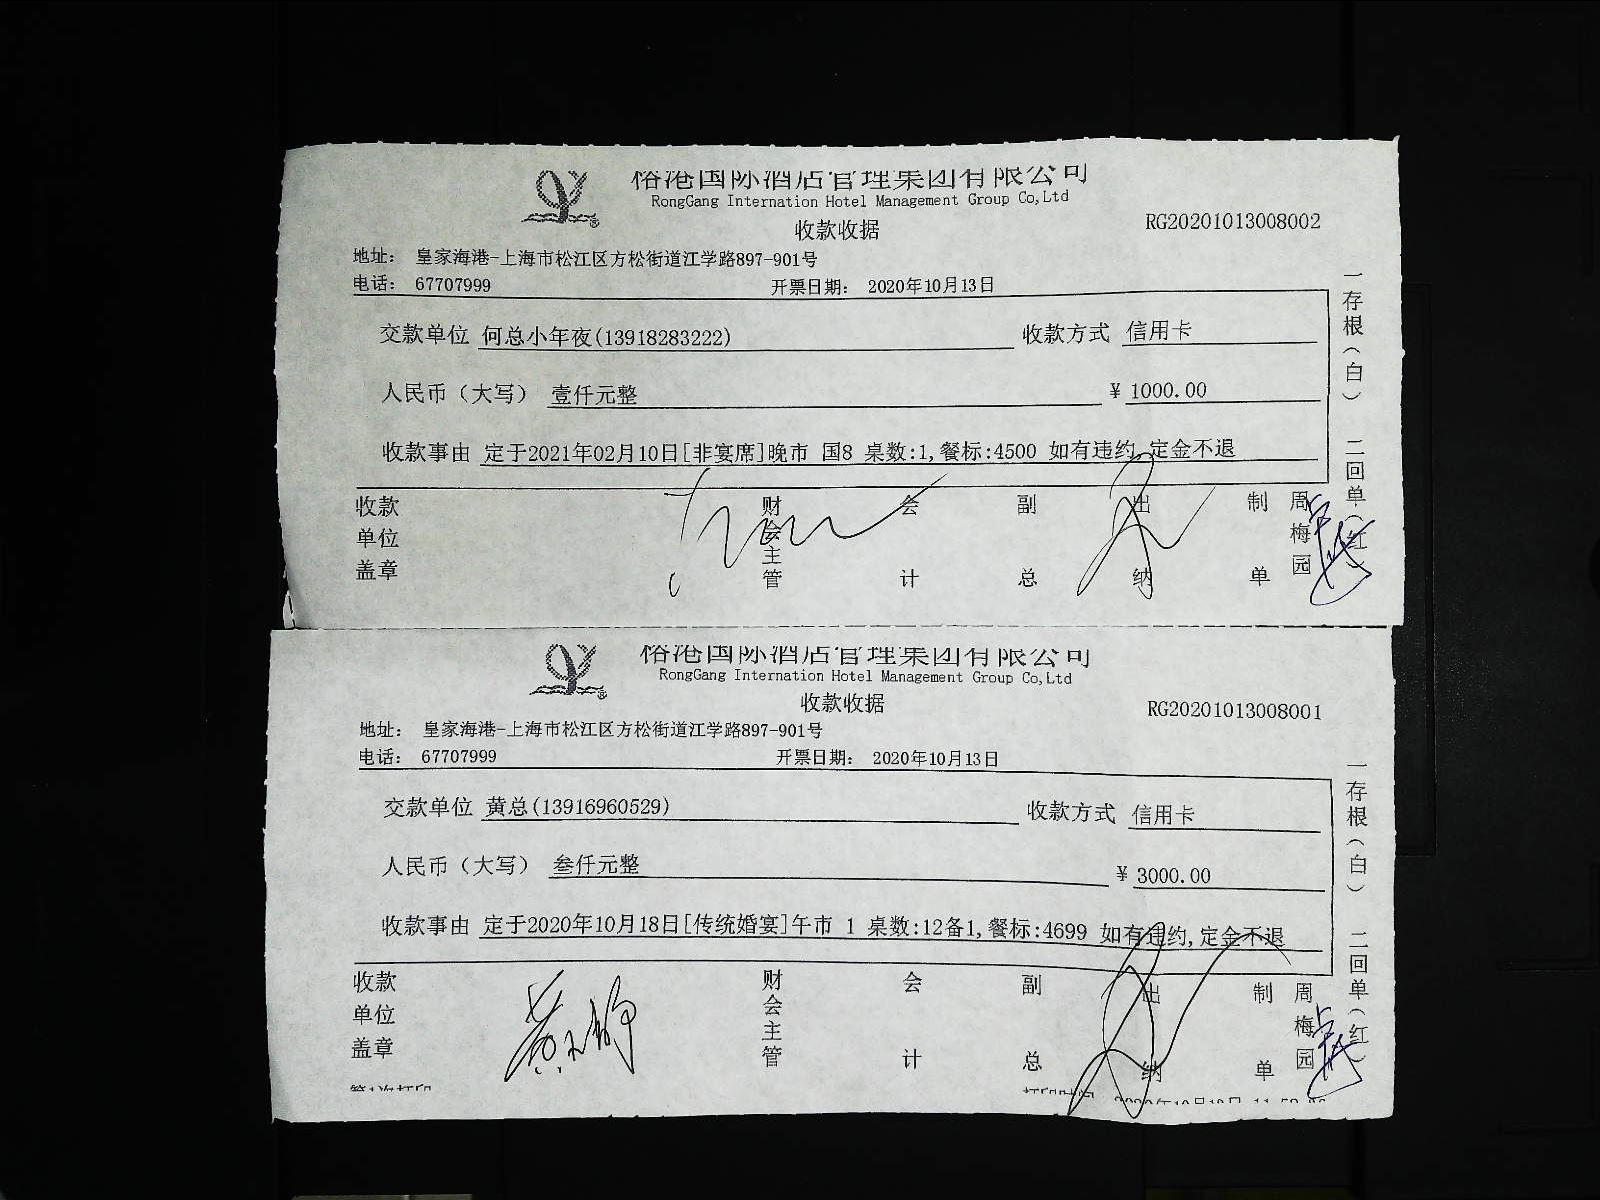 裕港国际酒店管理集团有限公司
RongGang Internation Hotel Management Group Co,Ltd
收款收据
RG20201013008002
地址： 皇家海港-上海市松江区方松街道江学路897-901号
电话： 67707999 开票日期： 2020年10月13日
交款单位 何总小年夜(13918283222) 收款方式 信用卡
人民币（大写） 壹仟元整 ￥ 1000.00
收款事由 定于2021年02月10日[非宴席]晚市 国8 桌数:1,餐标:4500 如有违约,定金不退
收款单位盖章 财会主管 会计 副总 出纳 制单 周梅园
一存根（白） 二回单（红）
裕港国际酒店管理集团有限公司
RongGang Internation Hotel Management Group Co,Ltd
收款收据
RG20201013008001
地址： 皇家海港-上海市松江区方松街道江学路897-901号
电话： 67707999 开票日期： 2020年10月13日
交款单位 黄总(13916960529) 收款方式 信用卡
人民币（大写） 叁仟元整 ￥ 3000.00
收款事由 定于2020年10月18日[传统婚宴]午市 1 桌数:12备1,餐标:4699 如有违约,定金不退
收款单位盖章 财会主管 会计 副总 出纳 制单 周梅园
一存根（白） 二回单（红）